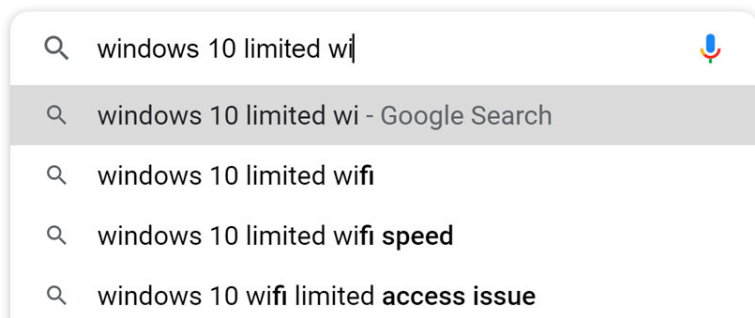 windows 10 limited wi
windows 10 limited wi - Google Search
windows 10 limited wifi
windows 10 limited wifi speed
windows 10 wifi limited access issue